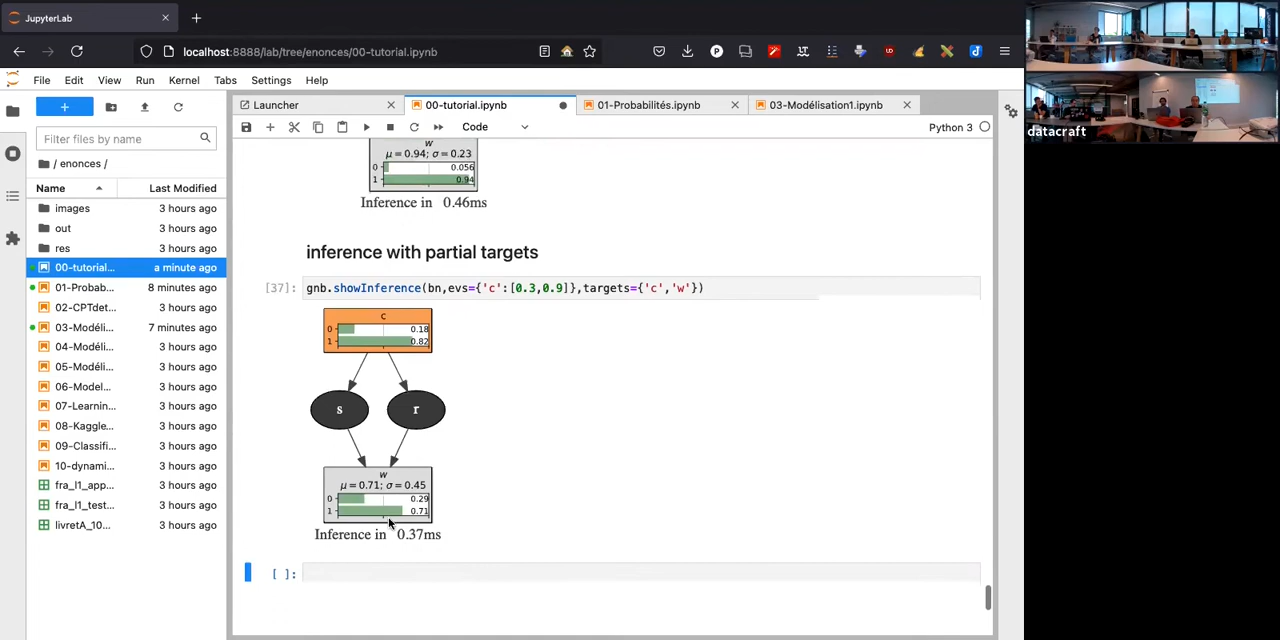 JupyterLab
localhost:8888/lab/tree/enonces/00-tutorial.ipynb
File Edit View Run Kernel Tabs Settings Help
Launcher
00-tutorial.ipynb
01-Probabilités.ipynb
03-Modélisation1.ipynb
Code
Python 3
datacraft
Filter files by name
/ enonces /
Name Last Modified
images 3 hours ago
out 3 hours ago
res 3 hours ago
00-tutorial... a minute ago
01-Probab... 8 minutes ago
02-CPTdet... 3 hours ago
03-Modéli... 7 minutes ago
04-Modéli... 3 hours ago
05-Modéli... 3 hours ago
06-Model... 3 hours ago
07-Learnin... 3 hours ago
08-Kaggle... 3 hours ago
09-Classifi... 3 hours ago
10-dynami... 3 hours ago
fra_l1_app... 3 hours ago
fra_l1_test... 3 hours ago
livretA_10... 3 hours ago
w
μ=0.94; σ=0.23
0 0.056
1 0.94
Inference in 0.46ms
inference with partial targets
[37]: gnb.showInference(bn,evs={'c':[0.3,0.9]},targets={'c','w'})
c
0 0.18
1 0.82
s r
w
μ=0.71; σ=0.45
0 0.29
1 0.71
Inference in 0.37ms
[ ]: